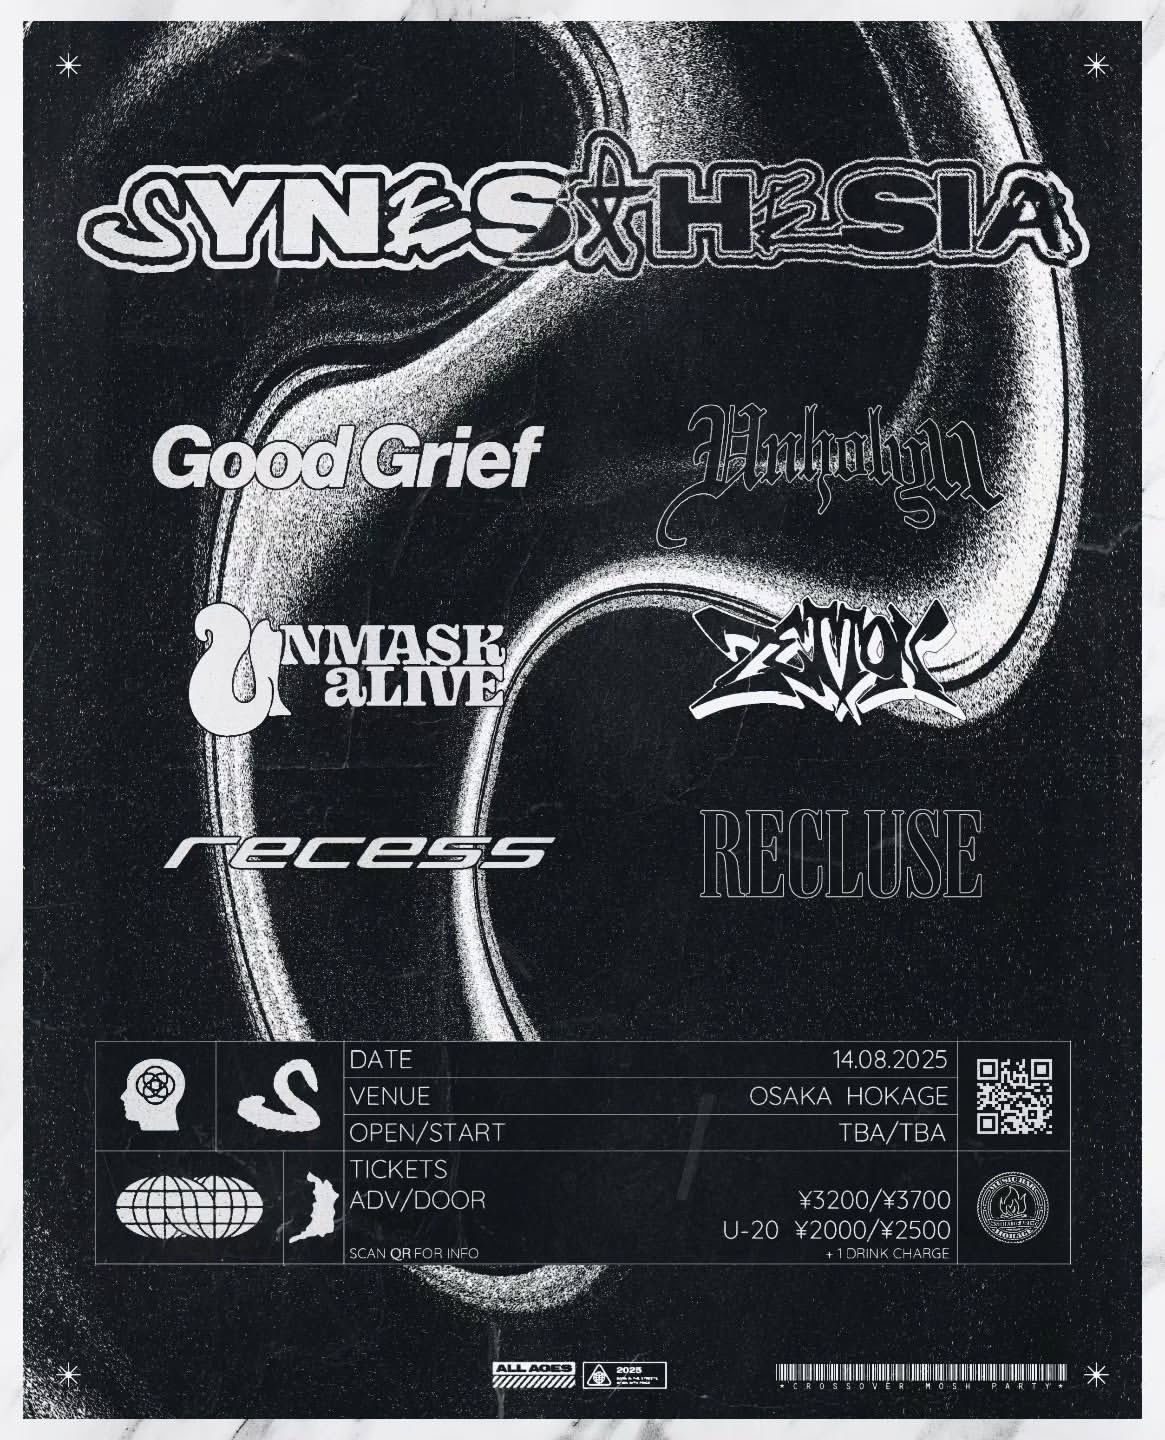 SYNESTHESIA
Good Grief
Unholy11
UNMASK
aLIVE
recess
RECLUSE
DATE 14.08.2025
VENUE OSAKA HOKAGE
OPEN/START TBA/TBA
TICKETS
ADV/DOOR ¥3200/¥3700
U-20 ¥2000/¥2500
SCAN QR FOR INFO + 1 DRINK CHARGE
ALL AGES
2025
*CROSSOVER MOSH PARTY*